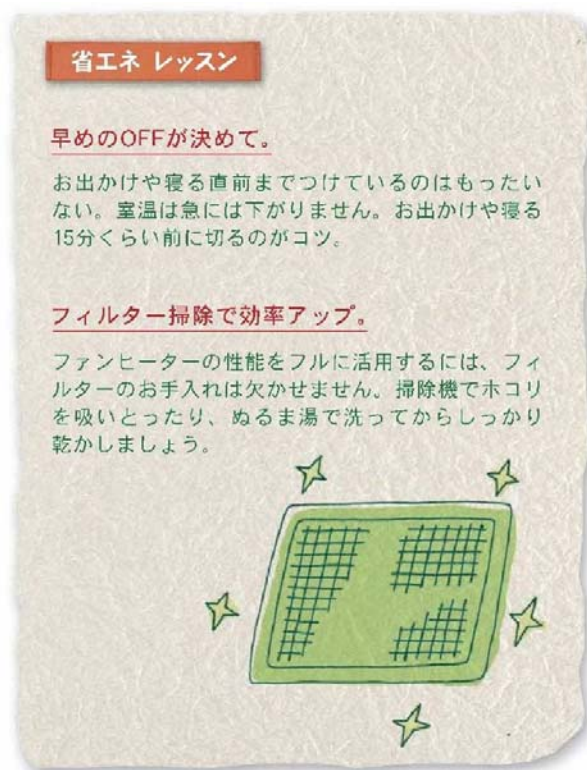 省エネ レッスン
早めのOFFが決めて。
お出かけや寝る直前までつけているのはもったい
ない。室温は急には下がりません。お出かけや寝る
15分くらい前に切るのがコツ。
フィルター掃除で効率アップ。
ファンヒーターの性能をフルに活用するには、フィ
ルターのお手入れは欠かせません。掃除機でホコリ
を吸いとったり、ぬるま湯で洗ってからしっかり
乾かしましょう。